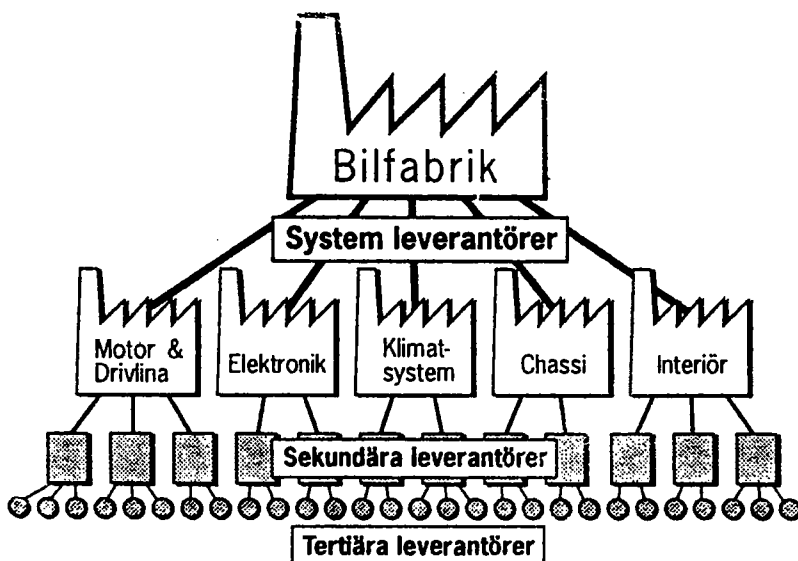 Bilfabrik
System leverantörer
Motor &
Drivlina
Elektronik
Klimat-
system
Chassi
Interiör
Sekundära leverantörer
Tertiära leverantörer